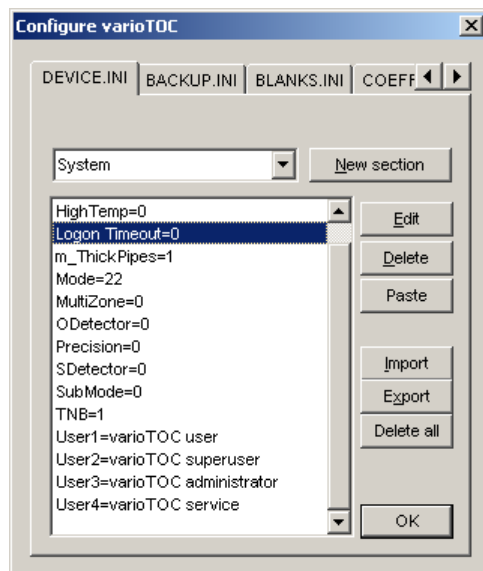 Configure varioTOC
DEVICE.INI BACKUP.INI BLANKS.INI COEFF
System New section
HighTemp=0
Logon Timeout=0
m_ThickPipes=1
Mode=22
MultiZone=0
ODetector=0
Precision=0
SDetector=0
SubMode=0
TNB=1
User1=varioTOC user
User2=varioTOC superuser
User3=varioTOC administrator
User4=varioTOC service
Edit
Delete
Paste
Import
Export
Delete all
OK